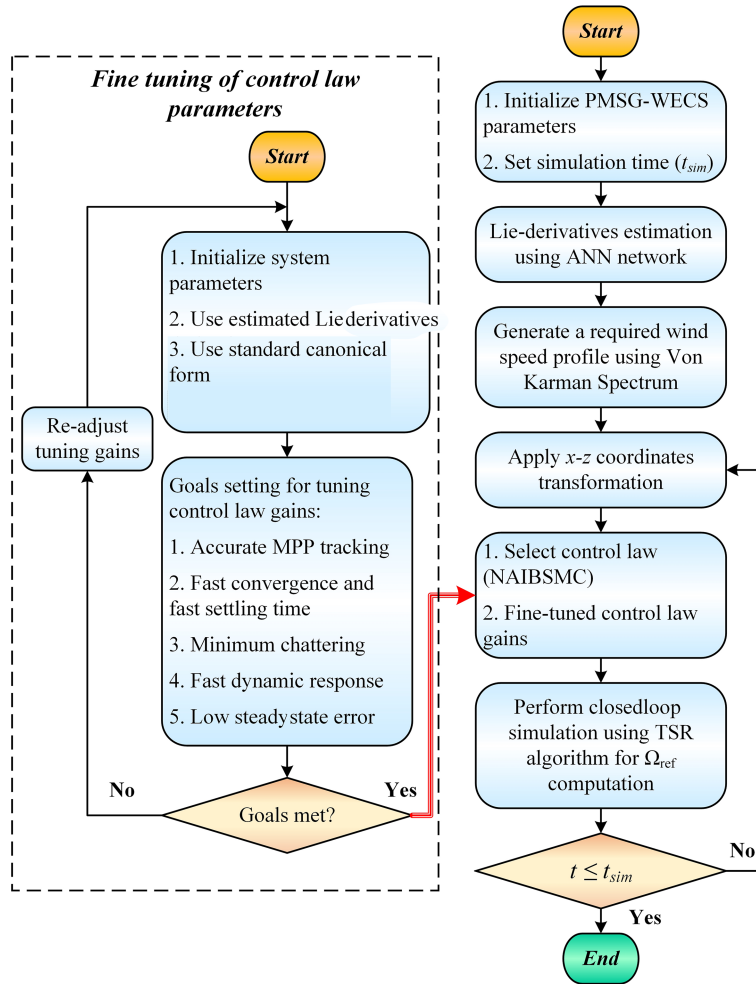 Fine tuning of control law
parameters
Start
1. Initialize system
parameters
2. Use estimated Liederivatives
3. Use standard canonical
form
Re-adjust
tuning gains
Goals setting for tuning
control law gains:
1. Accurate MPP tracking
2. Fast convergence and
fast settling time
3. Minimum chattering
4. Fast dynamic response
5. Low steadystate error
No
Yes
Goals met?
Start
1. Initialize PMSG-WECS
parameters
2. Set simulation time (t_sim)
Lie-derivatives estimation
using ANN network
Generate a required wind
speed profile using Von
Karman Spectrum
Apply x-z coordinates
transformation
1. Select control law
(NAIBSMC)
2. Fine-tuned control law
gains
Perform closedloop
simulation using TSR
algorithm for Ω_ref
computation
t ≤ t_sim
No
Yes
End